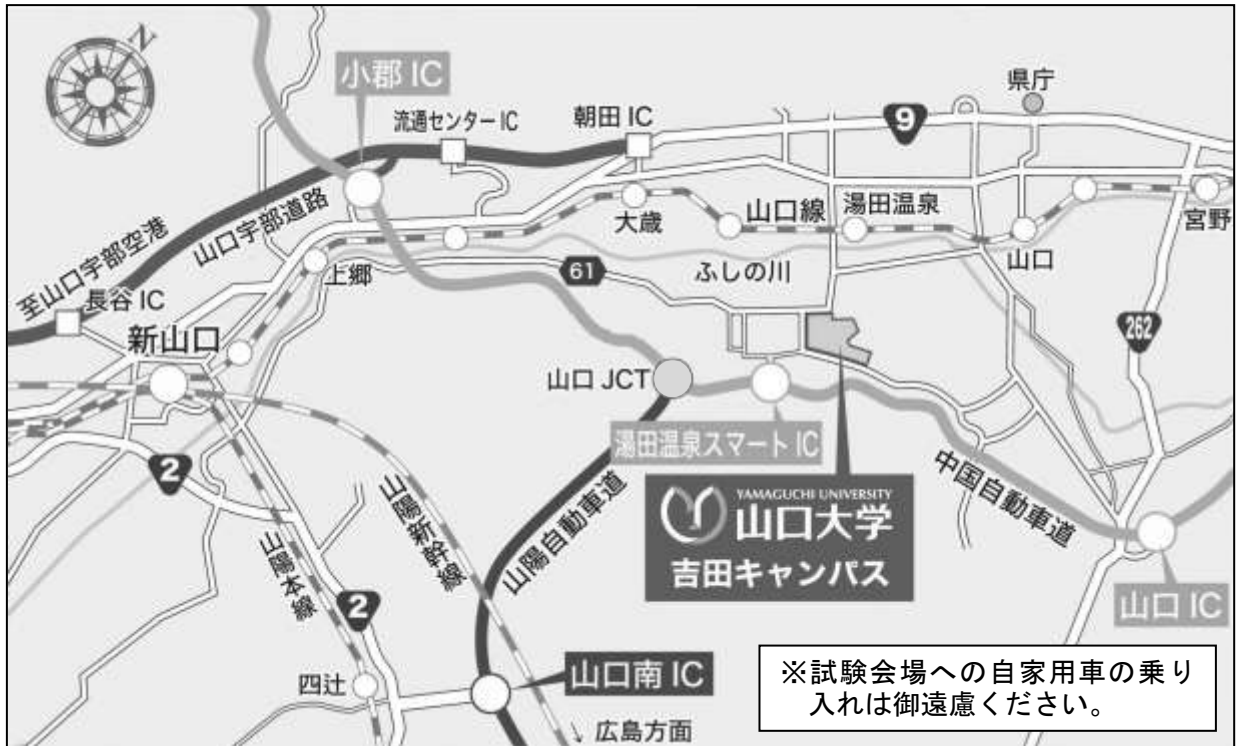 N
小郡 IC
流通センター IC
朝田 IC
9
県庁
山口宇部道路
至山口宇部空港
長谷 IC
新山口
上郷
大歳
山口線
湯田温泉
山口
宮野
61
ふしの川
262
山口 JCT
湯田温泉スマート IC
YAMAGUCHI UNIVERSITY
山口大学
吉田キャンパス
中国自動車道
山口 IC
2
山陽本線
山陽新幹線
山陽自動車道
2
四辻
山口南 IC
↓ 広島方面
※試験会場への自家用車の乗り
入れは御遠慮ください。